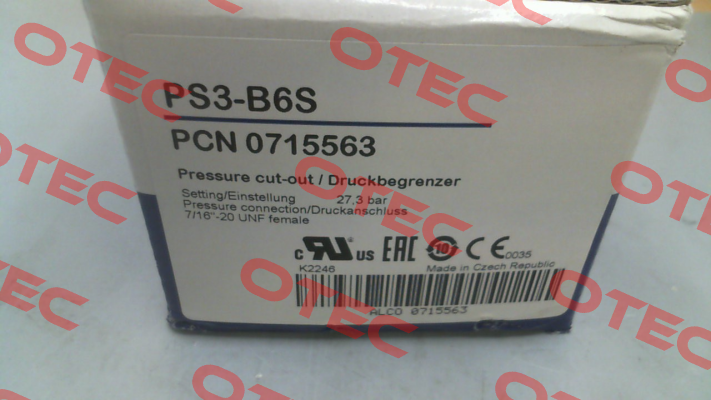 PS3-B6S
PCN 0715563
Pressure cut-out / Druckbegrenzer
Setting/Einstellung 27.3 bar
Pressure connection/Druckanschluss
7/16"-20 UNF female
c RU US EAC 10 CE 0035
K2246 Made in Czech Republic
ALCO 0715563
OTEC
OTEC
OTEC
OTEC
OTEC
OTEC
OTEC